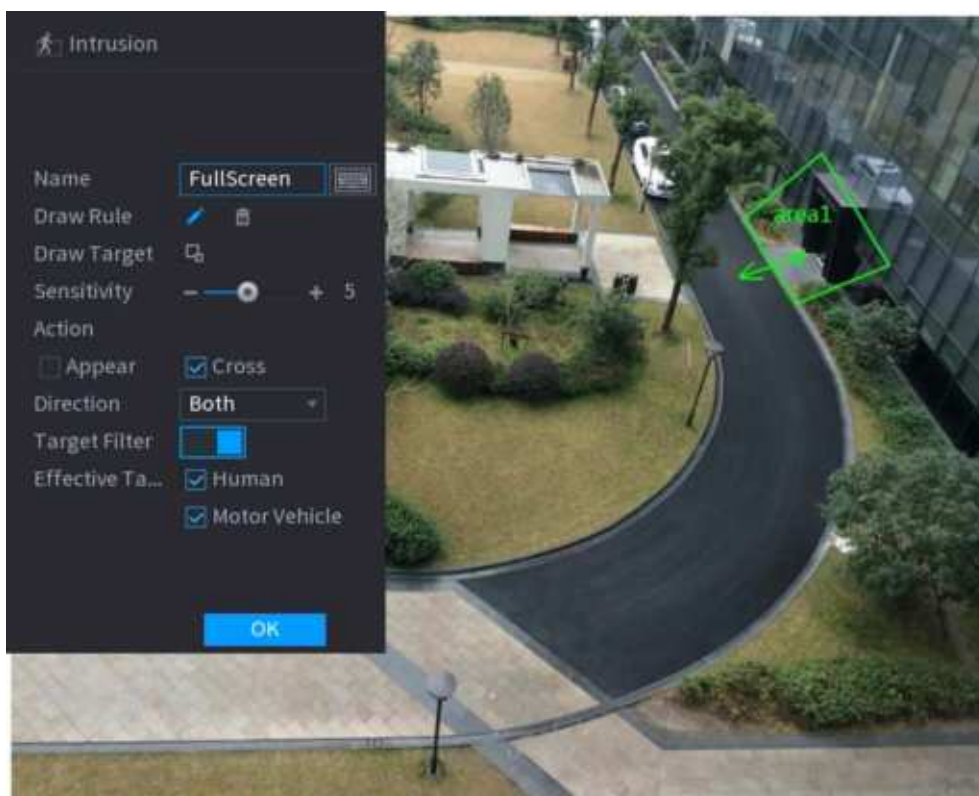 Intrusion
Name FullScreen
Draw Rule
Draw Target
Sensitivity - + 5
Action
Appear Cross
Direction Both
Target Filter
Effective Ta... Human
Motor Vehicle
OK
area1